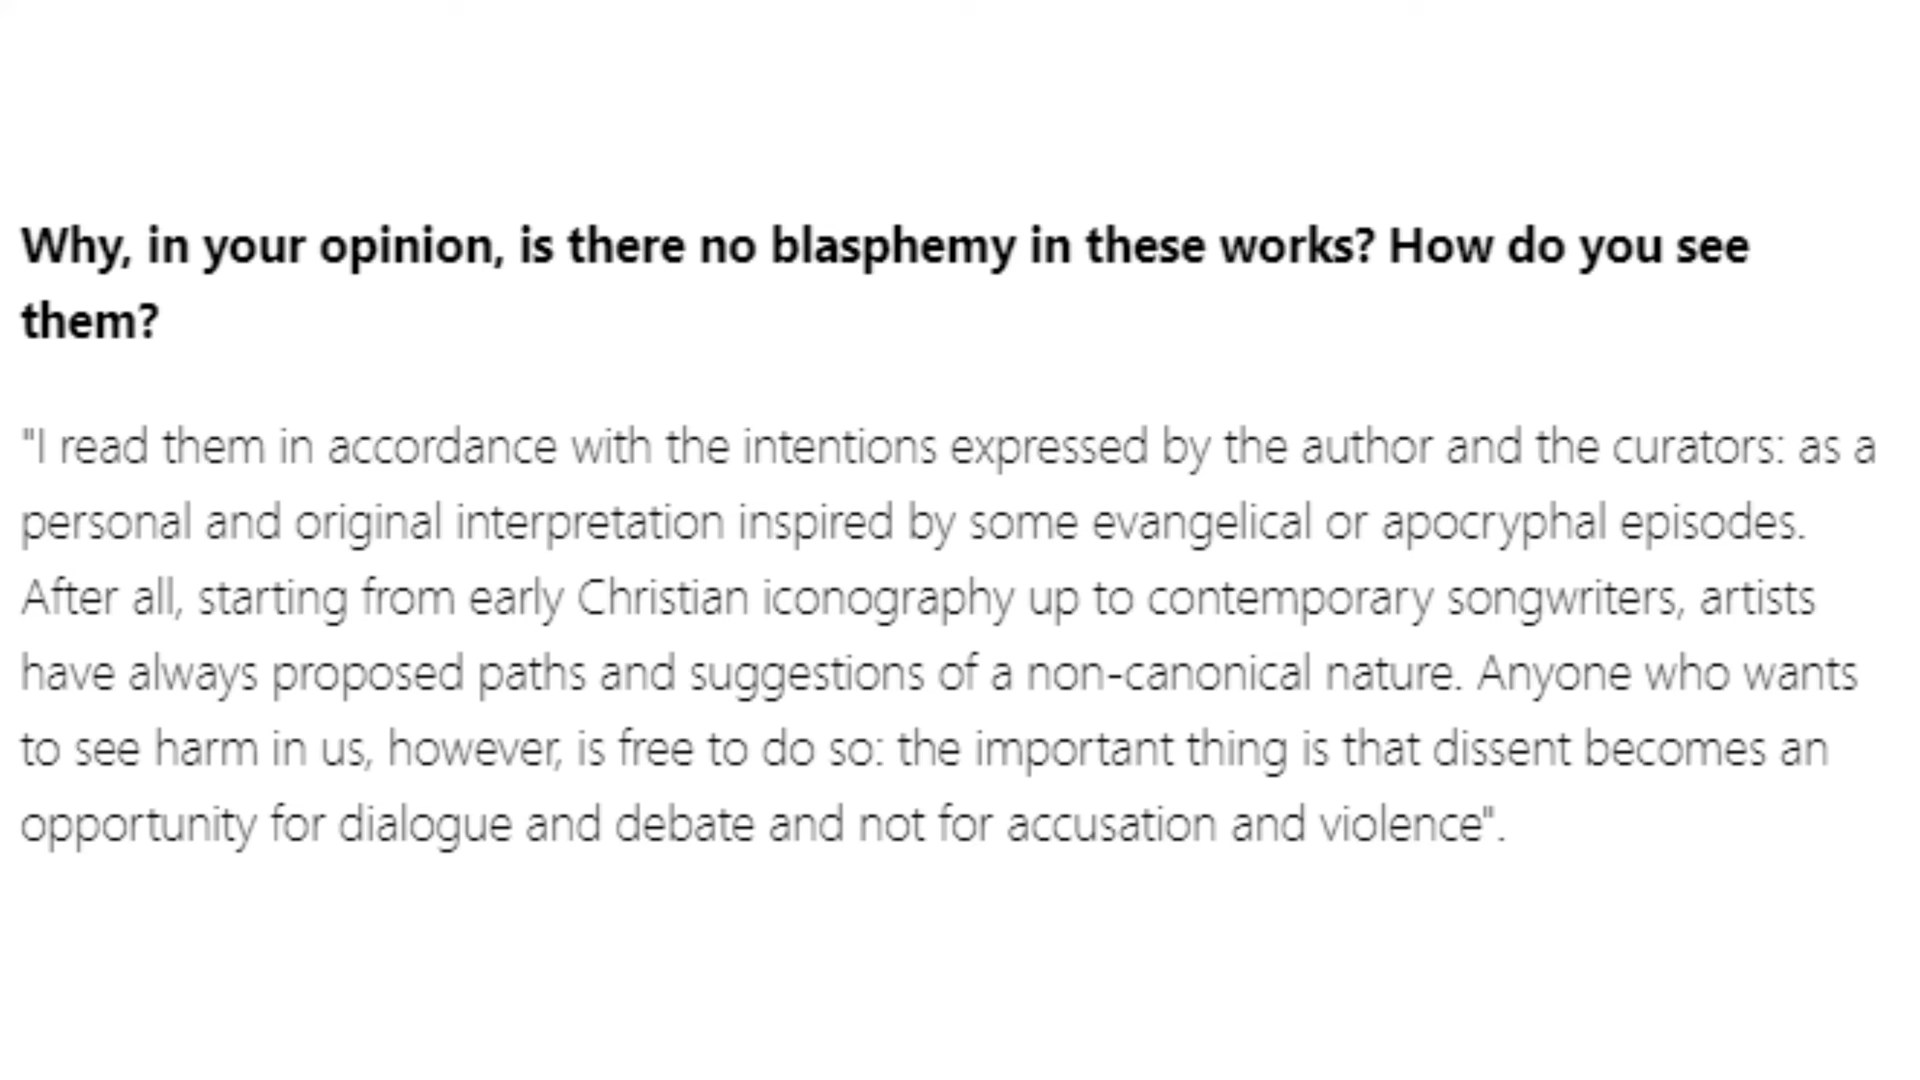 Why, in your opinion, is there no blasphemy in these works? How do you see
them?
"I read them in accordance with the intentions expressed by the author and the curators: as a
personal and original interpretation inspired by some evangelical or apocryphal episodes.
After all, starting from early Christian iconography up to contemporary songwriters, artists
have always proposed paths and suggestions of a non-canonical nature. Anyone who wants
to see harm in us, however, is free to do so: the important thing is that dissent becomes an
opportunity for dialogue and debate and not for accusation and violence".